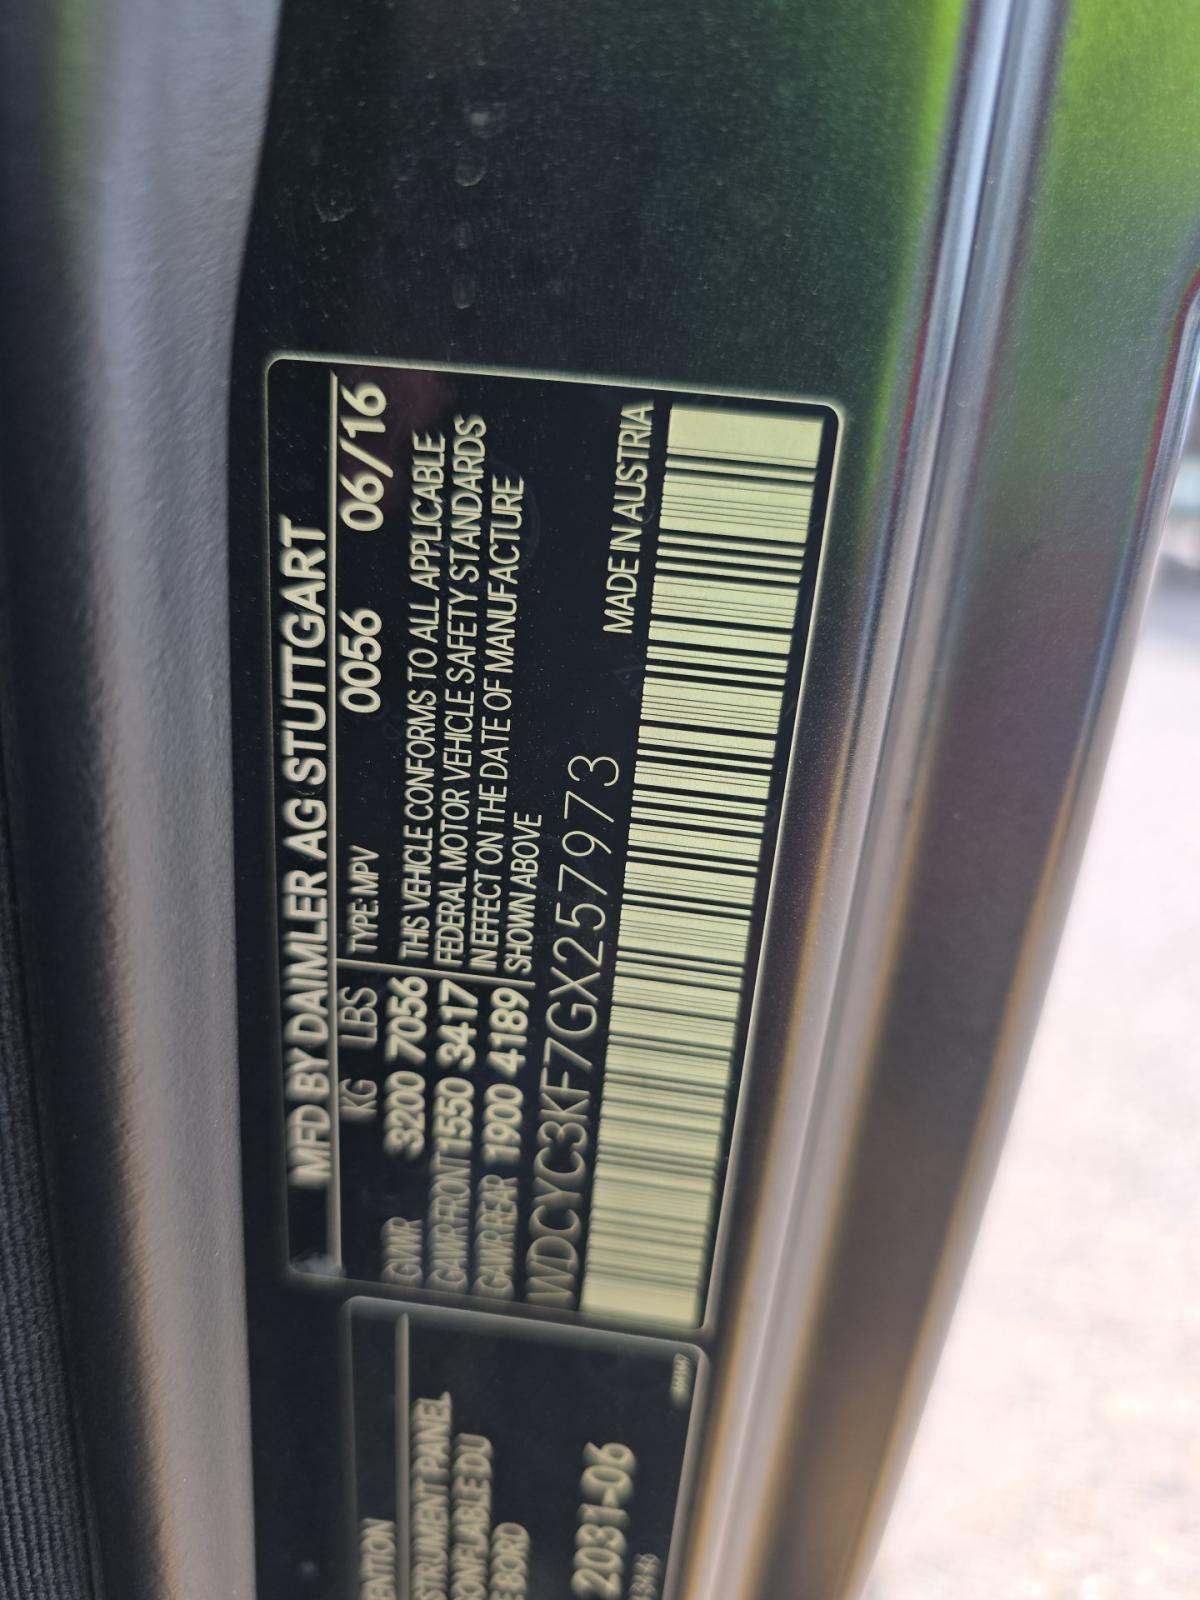 MFD BY DAIMLER AG STUTTGART
KG LBS TYPE: MPV 0056 06/16
GVWR 3200 7056 THIS VEHICLE CONFORMS TO ALL APPLICABLE
GAWR FRONT 1550 3417 FEDERAL MOTOR VEHICLE SAFETY STANDARDS
GAWR REAR 1900 4189 IN EFFECT ON THE DATE OF MANUFACTURE
SHOWN ABOVE
MADE IN AUSTRIA
WDCYC3KF7GX257973
ENTION
STRUMENT PANEL
GONFLABLE DU
E BORD
2031-06